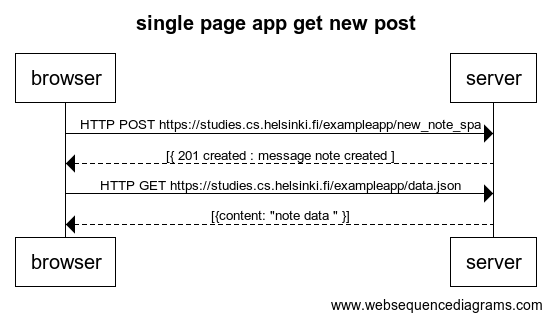 single page app get new post
browser
server
HTTP POST https://studies.cs.helsinki.fi/exampleapp/new_note_spa
[{ 201 created : message note created ]
HTTP GET https://studies.cs.helsinki.fi/exampleapp/data.json
[{content: "note data " }]
browser
server
www.websequencediagrams.com